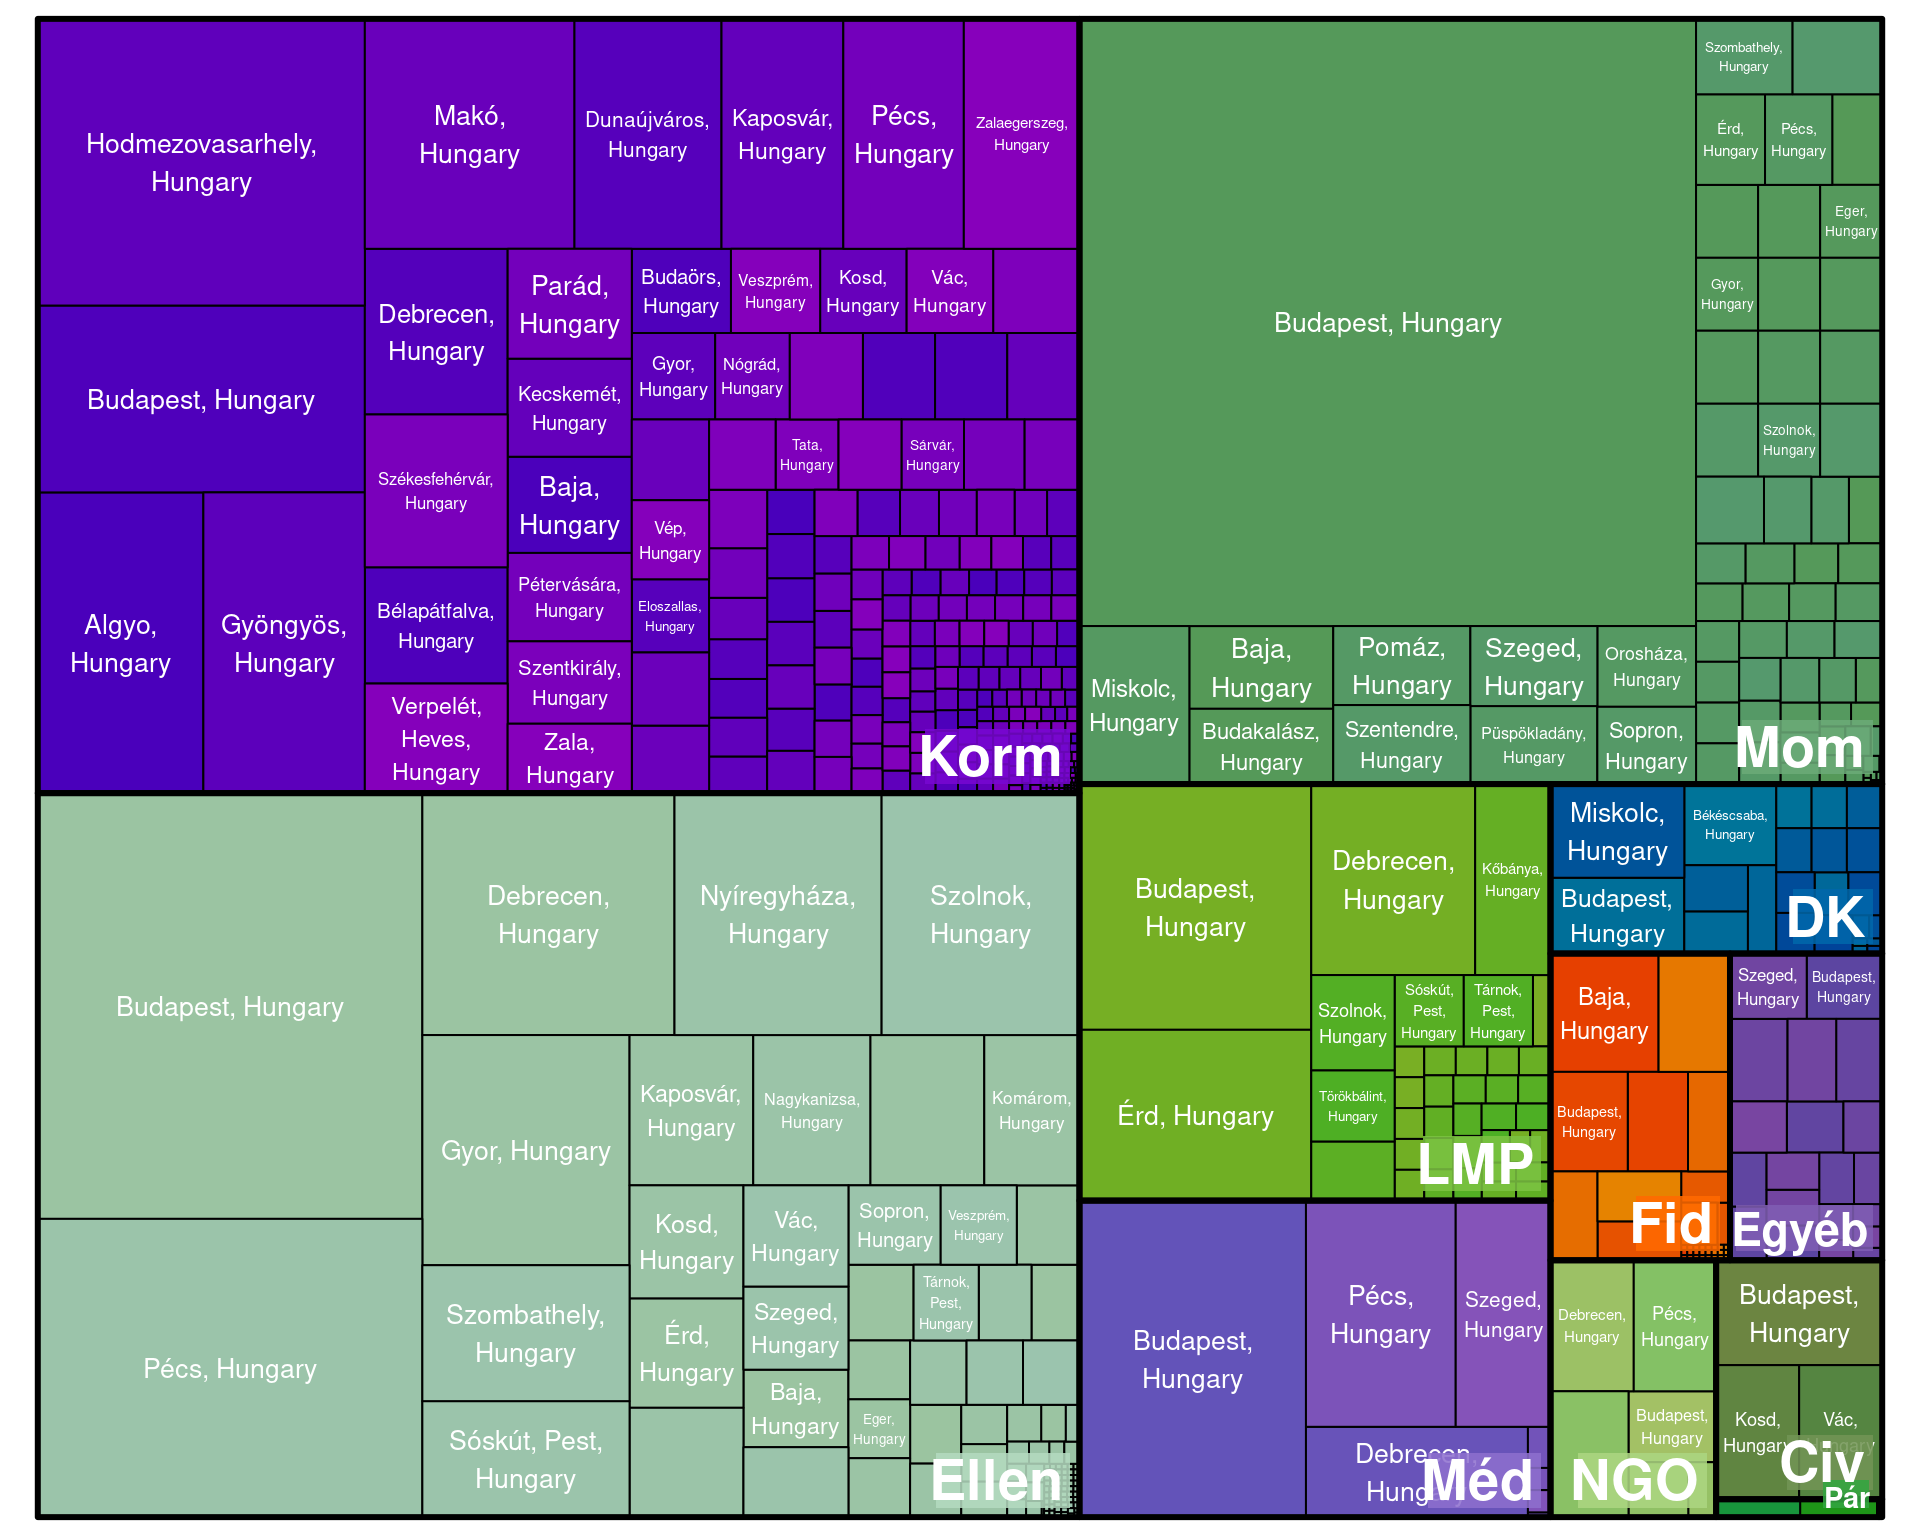 Hodmezovasarhely,
Hungary
Budapest, Hungary
Algyo,
Hungary
Gyöngyös,
Hungary
Makó,
Hungary
Dunaújváros,
Hungary
Kaposvár,
Hungary
Pécs,
Hungary
Zalaegerszeg,
Hungary
Debrecen,
Hungary
Székesfehérvár,
Hungary
Bélapátfalva,
Hungary
Verpelét,
Heves,
Hungary
Parád,
Hungary
Kecskemét,
Hungary
Baja,
Hungary
Pétervására,
Hungary
Szentkirály,
Hungary
Zala,
Hungary
Budaörs,
Hungary
Veszprém,
Hungary
Kosd,
Hungary
Vác,
Hungary
Gyor,
Hungary
Nógrád,
Hungary
Tata,
Hungary
Sárvár,
Hungary
Vép,
Hungary
Eloszallas,
Hungary
Korm
Budapest, Hungary
Miskolc,
Hungary
Baja,
Hungary
Budakalász,
Hungary
Pomáz,
Hungary
Szentendre,
Hungary
Szeged,
Hungary
Püspökladány,
Hungary
Orosháza,
Hungary
Sopron,
Hungary
Szombathely,
Hungary
Érd,
Hungary
Pécs,
Hungary
Eger,
Hungary
Gyor,
Hungary
Szolnok,
Hungary
Mom
Budapest, Hungary
Pécs, Hungary
Debrecen,
Hungary
Nyíregyháza,
Hungary
Szolnok,
Hungary
Gyor, Hungary
Szombathely,
Hungary
Sóskút, Pest,
Hungary
Kaposvár,
Hungary
Nagykanizsa,
Hungary
Komárom,
Hungary
Kosd,
Hungary
Érd,
Hungary
Vác,
Hungary
Szeged,
Hungary
Baja,
Hungary
Sopron,
Hungary
Veszprém,
Hungary
Tárnok,
Pest,
Hungary
Eger,
Hungary
Ellen
Budapest,
Hungary
Érd, Hungary
Debrecen,
Hungary
Kőbánya,
Hungary
Szolnok,
Hungary
Sóskút,
Pest,
Hungary
Tárnok,
Pest,
Hungary
Törökbálint,
Hungary
LMP
Budapest,
Hungary
Pécs,
Hungary
Szeged,
Hungary
Debrecen,
Hungary
Méd
Miskolc,
Hungary
Budapest,
Hungary
Békéscsaba,
Hungary
DK
Baja,
Hungary
Budapest,
Hungary
Fid
Szeged,
Hungary
Budapest,
Hungary
Egyéb
Debrecen,
Hungary
Pécs,
Hungary
Budapest,
Hungary
NGO
Budapest,
Hungary
Kosd,
Hungary
Vác,
Hungary
Civ
Pár